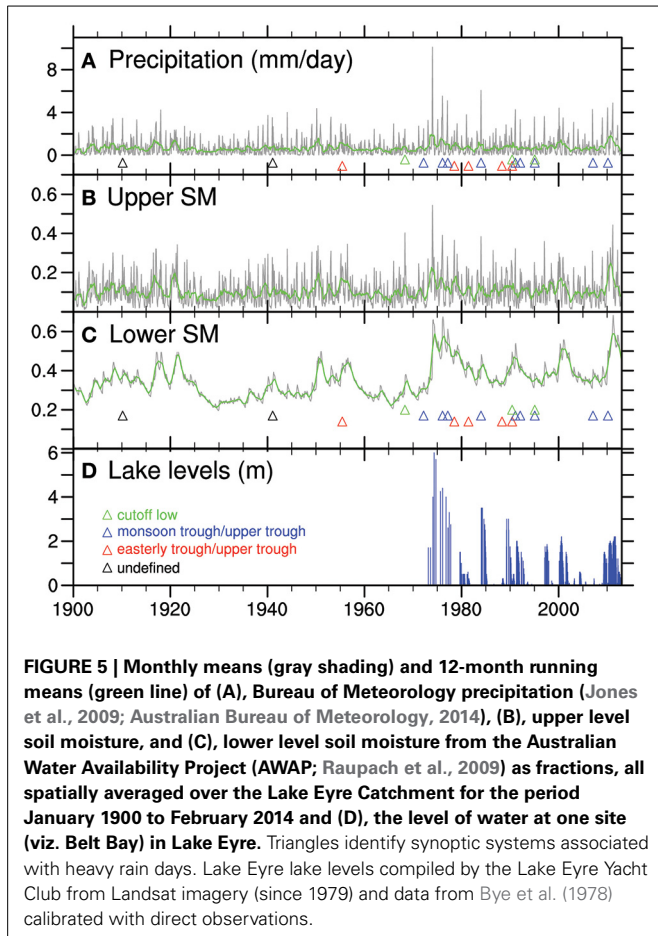 A Precipitation (mm/day)
8
4
0
B Upper SM
0.6
0.4
0.2
C Lower SM
0.6
0.4
0.2
D Lake levels (m)
6
4
2
0
△ cutoff low
△ monsoon trough/upper trough
△ easterly trough/upper trough
△ undefined
1900 1920 1940 1960 1980 2000
FIGURE 5 | Monthly means (gray shading) and 12-month running
means (green line) of (A), Bureau of Meteorology precipitation (Jones
et al., 2009; Australian Bureau of Meteorology, 2014), (B), upper level
soil moisture, and (C), lower level soil moisture from the Australian
Water Availability Project (AWAP; Raupach et al., 2009) as fractions, all
spatially averaged over the Lake Eyre Catchment for the period
January 1900 to February 2014 and (D), the level of water at one site
(viz. Belt Bay) in Lake Eyre. Triangles identify synoptic systems associated
with heavy rain days. Lake Eyre lake levels compiled by the Lake Eyre Yacht
Club from Landsat imagery (since 1979) and data from Bye et al. (1978)
calibrated with direct observations.